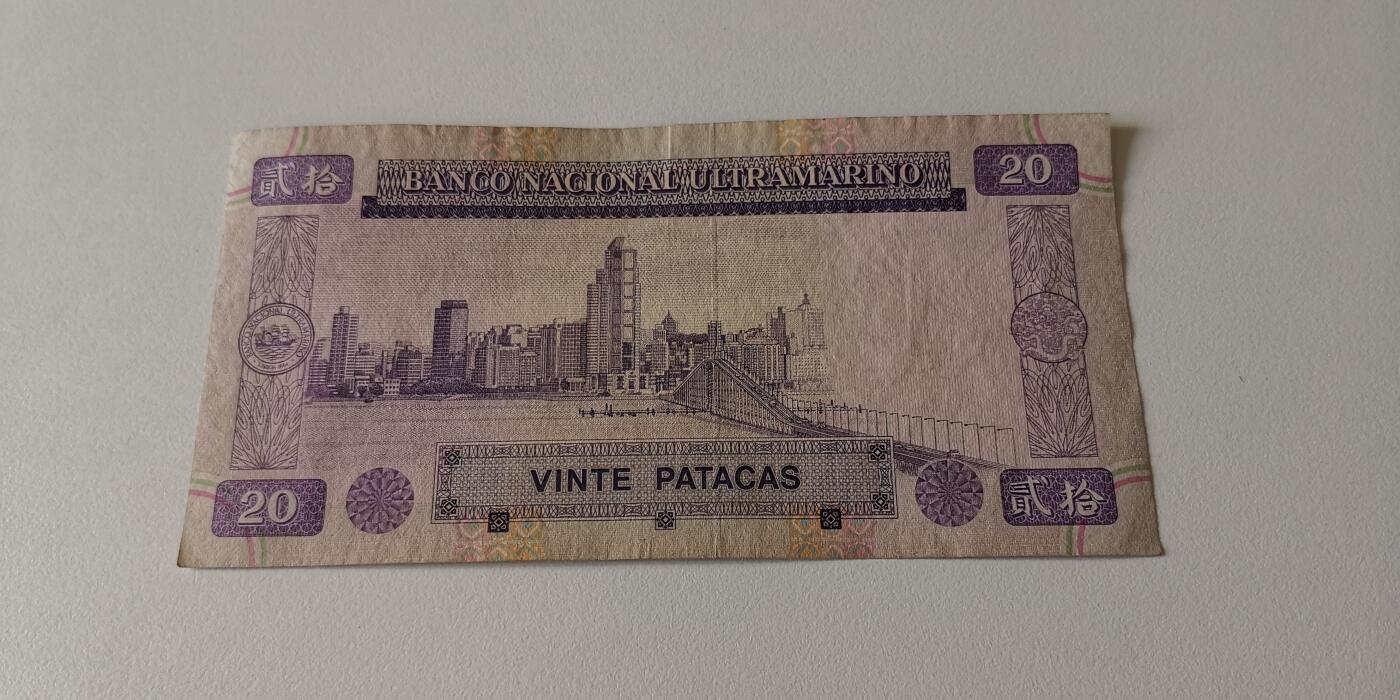 貳拾
BANCO NACIONAL ULTRAMARINO
20
VINTE PATACAS
20
貳拾